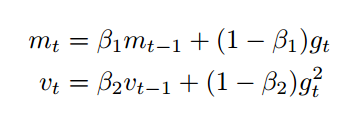 m_t = β_1 m_{t−1} + (1 − β_1)g_t
v_t = β_2 v_{t−1} + (1 − β_2)g_t^2